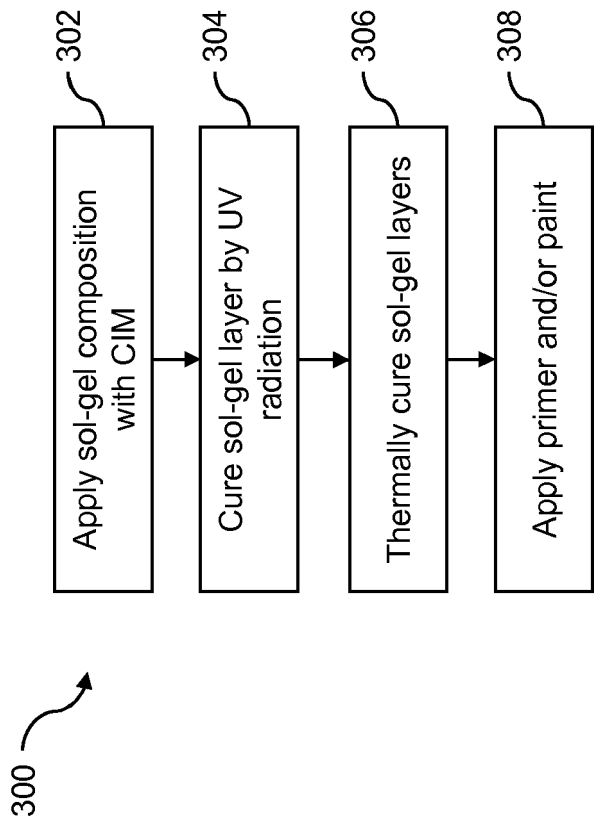 300
302
Apply sol-gel composition
with CIM
304
Cure sol-gel layer by UV
radiation
306
Thermally cure sol-gel layers
308
Apply primer and/or paint